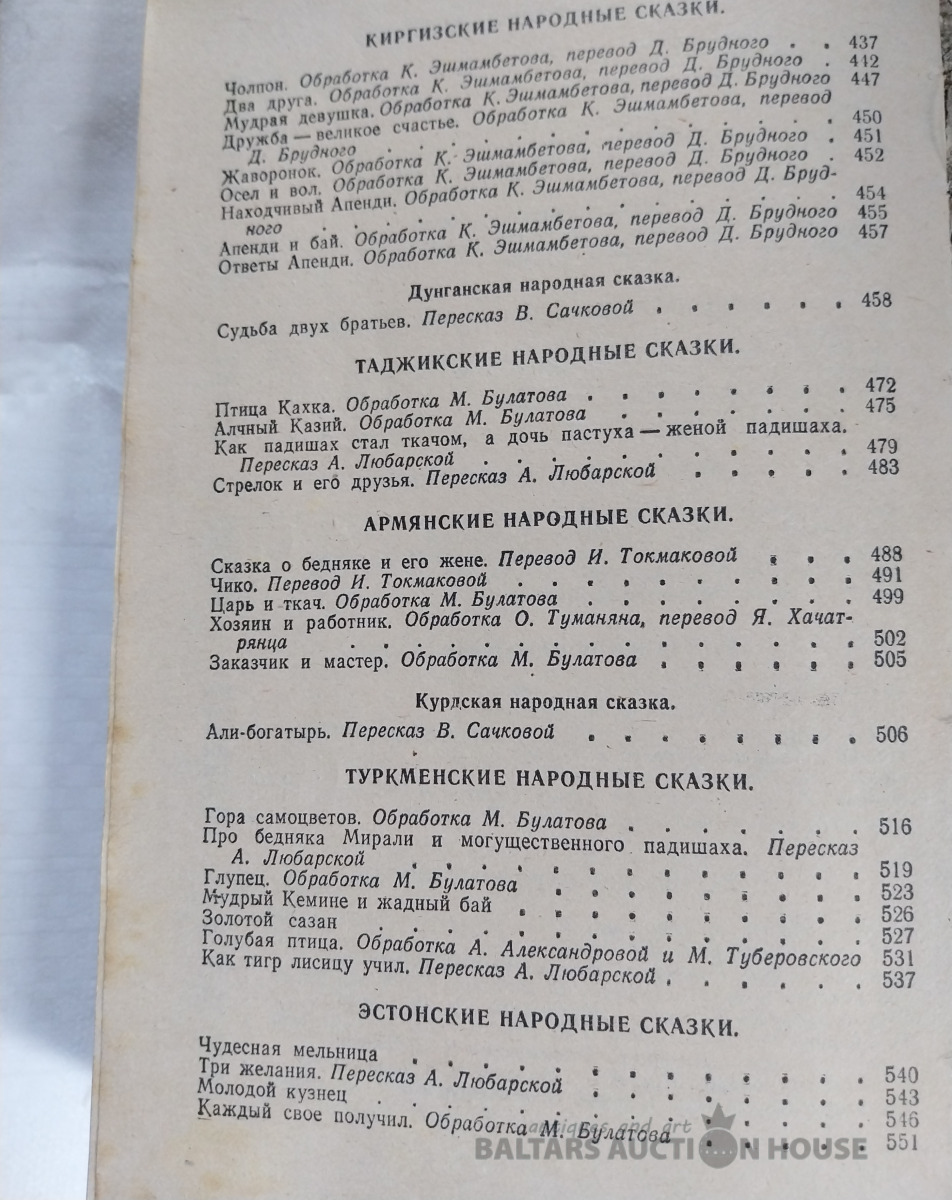 КИРГИЗСКИЕ НАРОДНЫЕ СКАЗКИ.
Чолпон. Обработка К. Эшмамбетова, перевод Д. Брудного . . 437
Два друга. Обработка К. Эшмамбетова, перевод Д. Брудного . 442
Мудрая девушка. Обработка К. Эшмамбетова, перевод Д. Брудного 447
Дружба — великое счастье. Обработка К. Эшмамбетова, перевод
Д. Брудного . . . . . . . . . . . . . 450
Жаворонок. Обработка К. Эшмамбетова, перевод Д. Брудного . 451
Осел и вол. Обработка К. Эшмамбетова, перевод Д. Брудного . 452
Находчивый Апенди. Обработка К. Эшмамбетова, перевод Д. Бруд-
ного . . . . . . . . . . . . . . 454
Апенди и бай. Обработка К. Эшмамбетова, перевод Д. Брудного 455
Ответы Апенди. Обработка К. Эшмамбетова, перевод Д. Брудного 457
Дунганская народная сказка.
Судьба двух братьев. Пересказ В. Сачковой . . . . . . 458
ТАДЖИКСКИЕ НАРОДНЫЕ СКАЗКИ.
Птица Кахка. Обработка М. Булатова . . . . . . . . 472
Алчный Казий. Обработка М. Булатова . . . . . . . 475
Как падишах стал ткачом, а дочь пастуха — женой падишаха.
Пересказ А. Любарской . . . . . . . . . . . 479
Стрелок и его друзья. Пересказ А. Любарской . . . . . 483
АРМЯНСКИЕ НАРОДНЫЕ СКАЗКИ.
Сказка о бедняке и его жене. Перевод И. Токмаковой . . . 488
Чико. Перевод И. Токмаковой . . . . . . . . . . 491
Царь и ткач. Обработка М. Булатова . . . . . . . . 499
Хозяин и работник. Обработка О. Туманяна, перевод Я. Хачат-
рянца . . . . . . . . . . . . . . 502
Заказчик и мастер. Обработка М. Булатова . . . . . . 505
Курдская народная сказка.
Али-богатырь. Пересказ В. Сачковой . . . . . . . . 506
ТУРКМЕНСКИЕ НАРОДНЫЕ СКАЗКИ.
Гора самоцветов. Обработка М. Булатова . . . . . . . 516
Про бедняка Мирали и могущественного падишаха. Пересказ
А. Любарской . . . . . . . . . . . . . 519
Глупец. Обработка М. Булатова . . . . . . . . . 523
Мудрый Кемине и жадный бай . . . . . . . . . . 526
Золотой сазан . . . . . . . . . . . . . . 527
Голубая птица. Обработка А. Александровой и М. Туберовского 531
Как тигр лисицу учил. Пересказ А. Любарской . . . . . . 537
ЭСТОНСКИЕ НАРОДНЫЕ СКАЗКИ.
Чудесная мельница . . . . . . . . . . . . . 540
Три желания. Пересказ А. Любарской . . . . . . . . 543
Молодой кузнец . . . . . . . . . . . . . . 546
Каждый свое получил. Обработка М. Булатова . . . . . 551
antiques and art
BALTARS AUCTION HOUSE